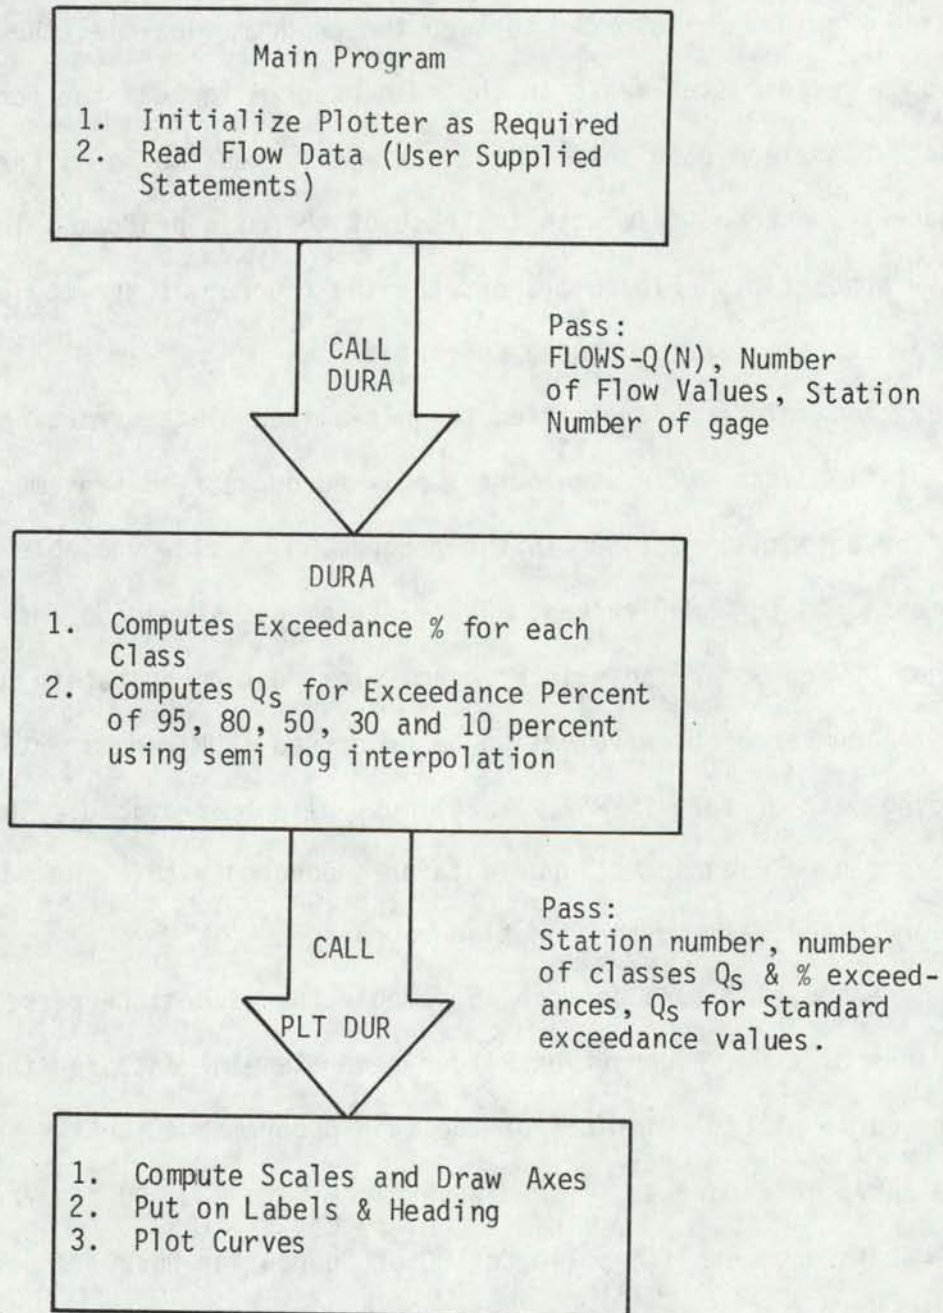 Main Program
1. Initialize Plotter as Required
2. Read Flow Data (User Supplied
Statements)
CALL
DURA
Pass:
FLOWS-Q(N), Number
of Flow Values, Station
Number of gage
DURA
1. Computes Exceedance % for each
Class
2. Computes Qs for Exceedance Percent
of 95, 80, 50, 30 and 10 percent
using semi log interpolation
CALL
PLT DUR
Pass:
Station number, number
of classes Qs & % exceed-
ances, Qs for Standard
exceedance values.
1. Compute Scales and Draw Axes
2. Put on Labels & Heading
3. Plot Curves